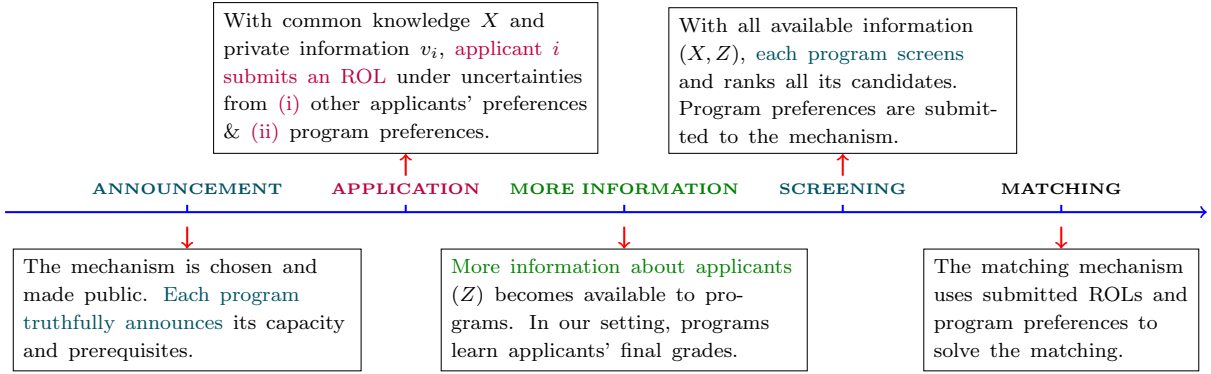 With common knowledge X and
private information v_i, applicant i
submits an ROL under uncertainties
from (i) other applicants' preferences
& (ii) program preferences.
With all available information
(X, Z), each program screens
and ranks all its candidates.
Program preferences are submit-
ted to the mechanism.
ANNOUNCEMENT
APPLICATION
MORE INFORMATION
SCREENING
MATCHING
The mechanism is chosen and
made public. Each program
truthfully announces its capacity
and prerequisites.
More information about applicants
(Z) becomes available to pro-
grams. In our setting, programs
learn applicants' final grades.
The matching mechanism
uses submitted ROLs and
program preferences to
solve the matching.